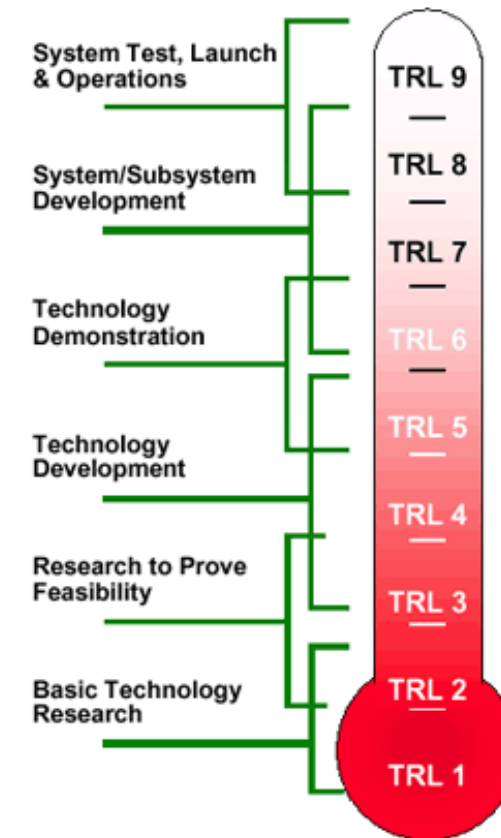 System Test, Launch
& Operations
System/Subsystem
Development
Technology
Demonstration
Technology
Development
Research to Prove
Feasibility
Basic Technology
Research
TRL 9
TRL 8
TRL 7
TRL 6
TRL 5
TRL 4
TRL 3
TRL 2
TRL 1